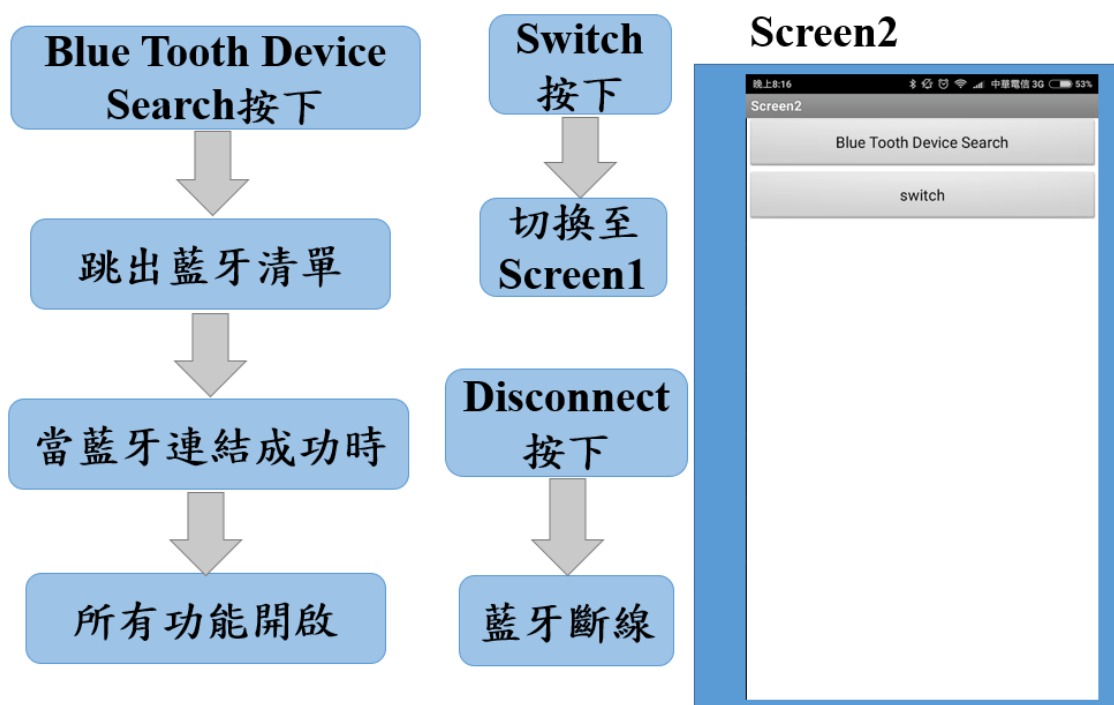 Blue Tooth Device
Search按下
跳出藍牙清單
當藍牙連結成功時
所有功能開啟
Switch
按下
切換至
Screen1
Disconnect
按下
藍牙斷線
Screen2
晚上8:16
中華電信 3G
53%
Screen2
Blue Tooth Device Search
switch